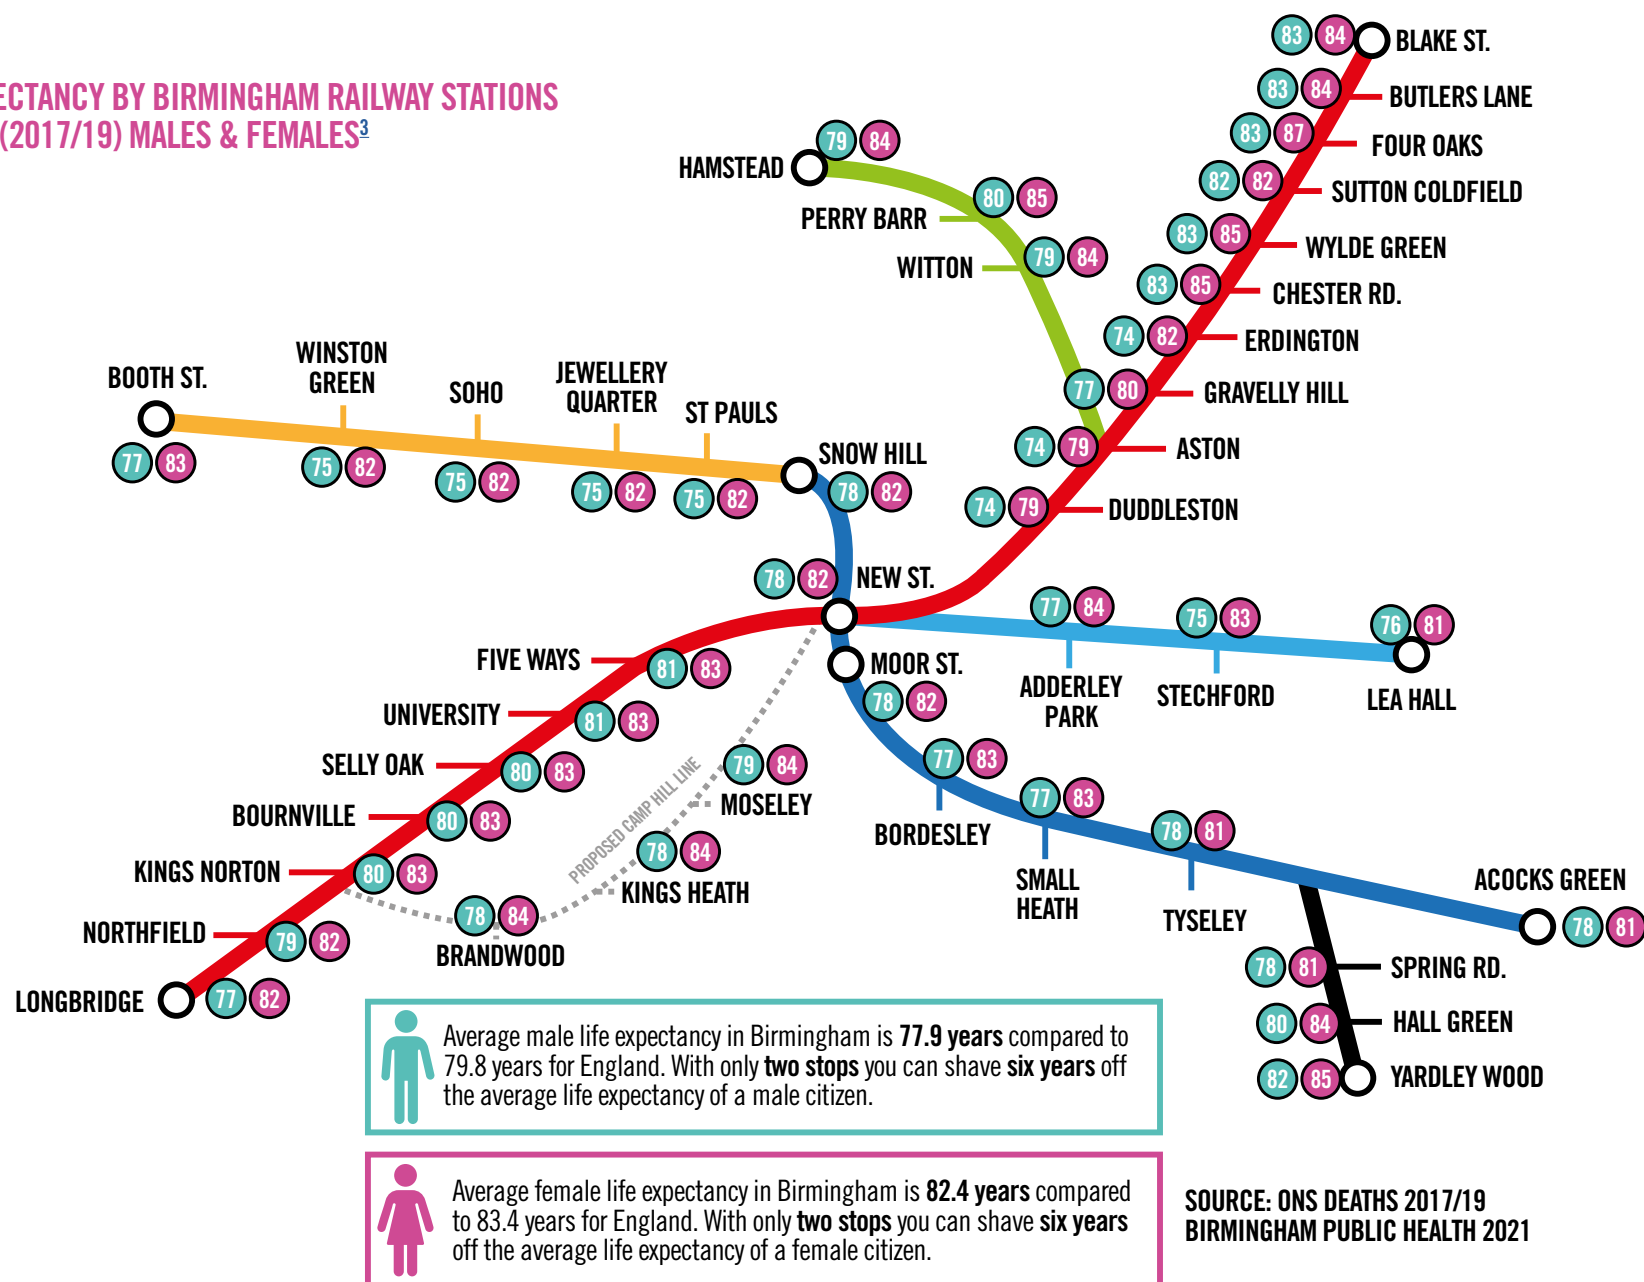 ECTANCY BY BIRMINGHAM RAILWAY STATIONS
(2017/19) MALES & FEMALES3
83 84 BLAKE ST.
83 84 BUTLERS LANE
83 87 FOUR OAKS
82 82 SUTTON COLDFIELD
83 85 WYLDE GREEN
83 85 CHESTER RD.
74 82 ERDINGTON
77 80 GRAVELLY HILL
74 79 ASTON
74 79 DUDDLESTON
HAMSTEAD 79 84
PERRY BARR 80 85
WITTON 79 84
BOOTH ST.
77 83
WINSTON
GREEN
75 82
SOHO
75 82
JEWELLERY
QUARTER
75 82
ST PAULS
75 82
SNOW HILL
78 82
78 82 NEW ST.
MOOR ST.
78 82
77 84
ADDERLEY
PARK
75 83
STECHFORD
76 81
LEA HALL
FIVE WAYS 81 83
UNIVERSITY 81 83
SELLY OAK 80 83
BOURNVILLE 80 83
KINGS NORTON 80 83
NORTHFIELD 79 82
LONGBRIDGE 77 82
PROPOSED CAMP HILL LINE
79 84
MOSELEY
78 84
KINGS HEATH
78 84
BRANDWOOD
77 83
BORDESLEY
77 83
SMALL
HEATH
78 81
TYSELEY
ACOCKS GREEN
78 81
78 81 SPRING RD.
80 84 HALL GREEN
82 85 YARDLEY WOOD
Average male life expectancy in Birmingham is 77.9 years compared to
79.8 years for England. With only two stops you can shave six years off
the average life expectancy of a male citizen.
Average female life expectancy in Birmingham is 82.4 years compared
to 83.4 years for England. With only two stops you can shave six years
off the average life expectancy of a female citizen.
SOURCE: ONS DEATHS 2017/19
BIRMINGHAM PUBLIC HEALTH 2021